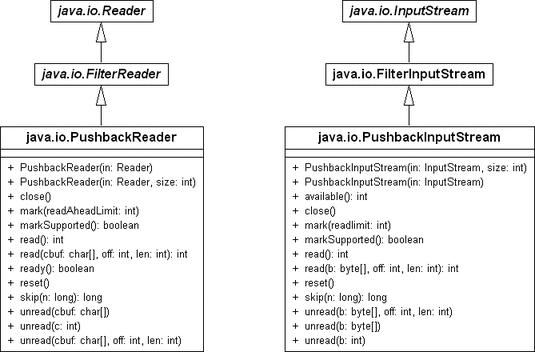 java.io.Reader
java.io.FilterReader
java.io.PushbackReader
+ PushbackReader(in: Reader)
+ PushbackReader(in: Reader, size: int)
+ close()
+ mark(readAheadLimit: int)
+ markSupported(): boolean
+ read(): int
+ read(cbuf: char[], off: int, len: int): int
+ ready(): boolean
+ reset()
+ skip(n: long): long
+ unread(cbuf: char[])
+ unread(c: int)
+ unread(cbuf: char[], off: int, len: int)
java.io.InputStream
java.io.FilterInputStream
java.io.PushbackInputStream
+ PushbackInputStream(in: InputStream, size: int)
+ PushbackInputStream(in: InputStream)
+ available(): int
+ close()
+ mark(readlimit: int)
+ markSupported(): boolean
+ read(): int
+ read(b: byte[], off: int, len: int): int
+ reset()
+ skip(n: long): long
+ unread(b: byte[], off: int, len: int)
+ unread(b: byte[])
+ unread(b: int)